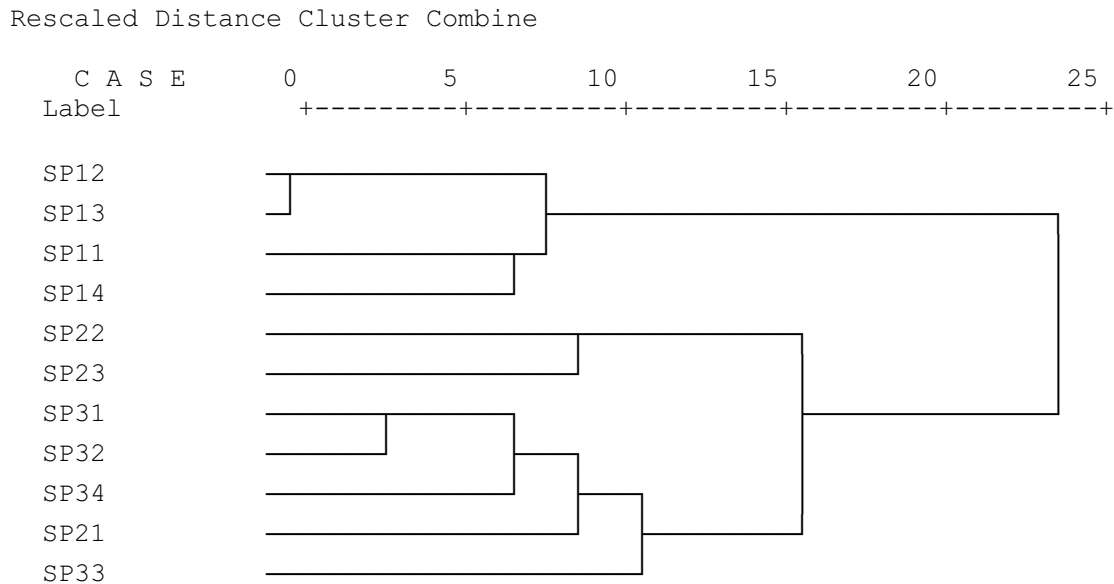 Rescaled Distance Cluster Combine
C A S E 0 5 10 15 20 25
Label +---------+---------+---------+---------+---------+
SP12
SP13
SP11
SP14
SP22
SP23
SP31
SP32
SP34
SP21
SP33